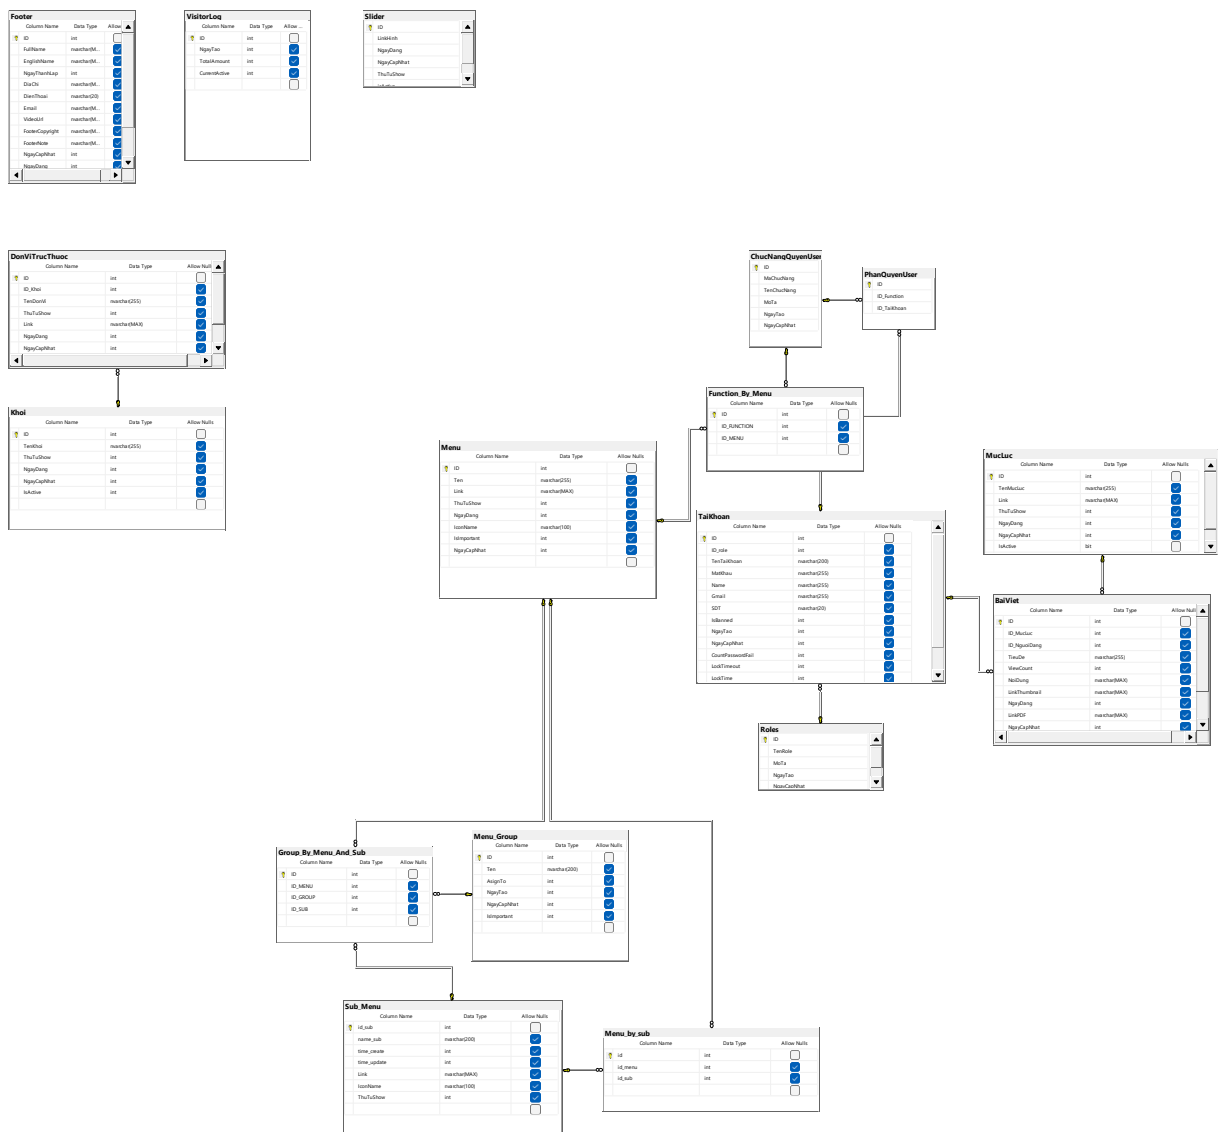 Footer
Column Name Data Type Allow
ID int
FullName nvarchar(M...
EnglishName nvarchar(M...
NgayThanhLap int
DiaChi nvarchar(M...
DienThoai nvarchar(20)
Email nvarchar(M...
VideoUrl nvarchar(M...
FooterCopyright nvarchar(M...
FooterNote nvarchar(M...
NgayCapNhat int
NgayDang int
VisitorLog
Column Name Data Type Allow ...
ID int
NgayTao int
TotalAmount int
CurrentActive int
Slider
ID
LinkHinh
NgayDang
NgayCapNhat
ThuTuShow
IsActive
DonViTrucThuoc
Column Name Data Type Allow Null
ID int
ID_Khoi int
TenDonVi nvarchar(255)
ThuTuShow int
Link nvarchar(MAX)
NgayDang int
NgayCapNhat int
Khoi
Column Name Data Type Allow Nulls
ID int
TenKhoi nvarchar(255)
ThuTuShow int
NgayDang int
NgayCapNhat int
IsActive int
ChucNangQuyenUser
ID
MaChucNang
TenChucNang
MoTa
NgayTao
NgayCapNhat
PhanQuyenUser
ID
ID_Function
ID_TaiKhoan
Function_By_Menu
Column Name Data Type Allow Nulls
ID int
ID_FUNCTION int
ID_MENU int
Menu
Column Name Data Type Allow Nulls
ID int
Ten nvarchar(255)
Link nvarchar(MAX)
ThuTuShow int
NgayDang int
IconName nvarchar(100)
IsImportant int
NgayCapNhat int
TaiKhoan
Column Name Data Type Allow Nulls
ID int
ID_role int
TenTaiKhoan nvarchar(200)
MatKhau nvarchar(255)
Name nvarchar(255)
Gmail nvarchar(255)
SDT nvarchar(20)
IsBanned int
NgayTao int
NgayCapNhat int
CountPasswordFail int
LockTimeout int
LockTime int
MucLuc
Column Name Data Type Allow Nulls
ID int
TenMucLuc nvarchar(255)
Link nvarchar(MAX)
ThuTuShow int
NgayDang int
NgayCapNhat int
IsActive bit
BaiViet
Column Name Data Type Allow Null
ID int
ID_MucLuc int
ID_NguoiDang int
TieuDe nvarchar(255)
ViewCount int
NoiDung nvarchar(MAX)
LinkThumbnail nvarchar(MAX)
NgayDang int
LinkPDF nvarchar(MAX)
NgayCapNhat int
Roles
ID
TenRole
MoTa
NgayTao
NgayCapNhat
Group_By_Menu_And_Sub
Column Name Data Type Allow Nulls
ID int
ID_MENU int
ID_GROUP int
ID_SUB int
Menu_Group
Column Name Data Type Allow Nulls
ID int
Ten nvarchar(200)
AsignTo int
NgayTao int
NgayCapNhat int
IsImportant int
Sub_Menu
Column Name Data Type Allow Nulls
id_sub int
name_sub nvarchar(200)
time_create int
time_update int
Link nvarchar(MAX)
IconName nvarchar(100)
ThuTuShow int
Menu_by_sub
Column Name Data Type Allow Nulls
id int
id_menu int
id_sub int